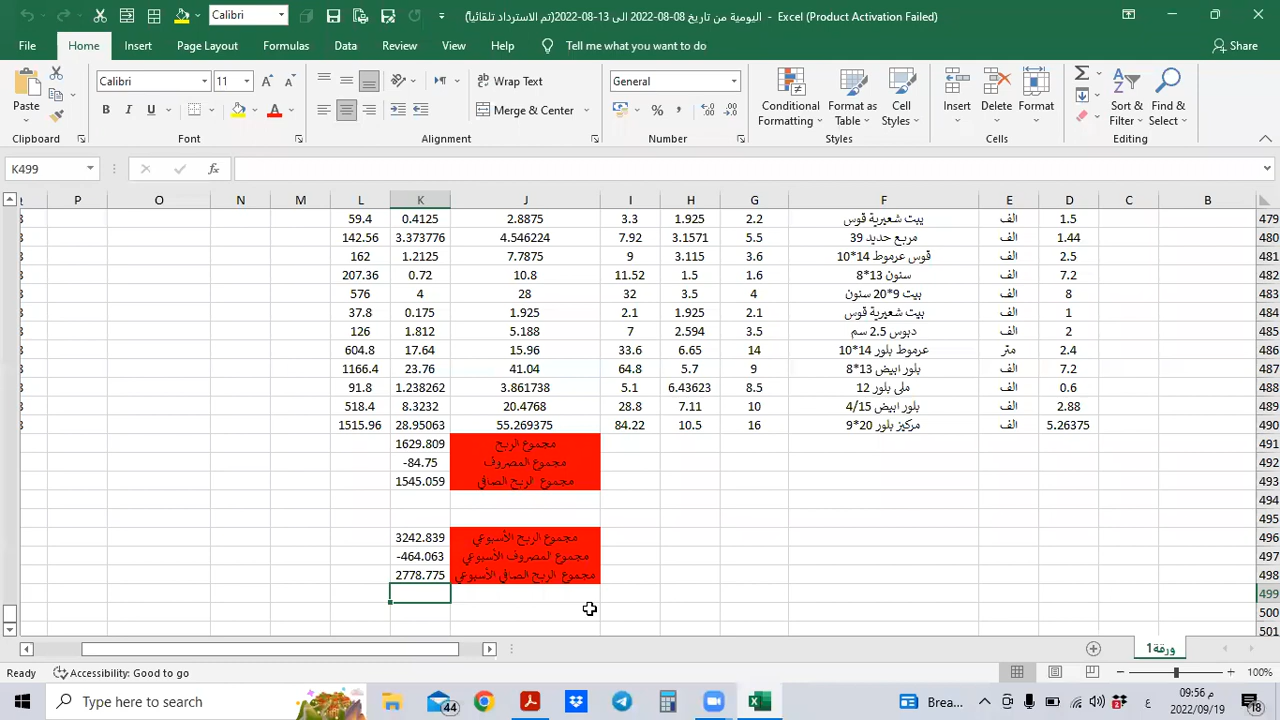 Calibri
اليومية من تاريخ 08-08-2022 الى 13-08-2022(تم الاسترداد تلقائيا) - Excel (Product Activation Failed)
File Home Insert Page Layout Formulas Data Review View Help Tell me what you want to do Share
Paste Calibri 11 Wrap Text General Conditional Formatting Format as Table Cell Styles Insert Delete Format Sort & Filter Find & Select
B I U Merge & Center
Clipboard Font Alignment Number Styles Cells Editing
K499 fx
P O N M L K J I H G F E D C B
59.4 0.4125 2.8875 3.3 1.925 2.2 بيت شعيرية قوس الف 1.5 479
142.56 3.373776 4.546224 7.92 3.1571 5.5 مربع حديد 39 الف 1.44 480
162 1.2125 7.7875 9 3.115 3.6 قوس عرموط 14*10 الف 2.5 481
207.36 0.72 10.8 11.52 1.5 1.6 سنون 13*8 الف 7.2 482
576 4 28 32 3.5 4 بيت 9*20 سنون الف 8 483
37.8 0.175 1.925 2.1 1.925 2.1 بيت شعيرية قوس الف 1 484
126 1.812 5.188 7 2.594 3.5 دبوس 2.5 سم الف 2 485
604.8 17.64 15.96 33.6 6.65 14 عرموط بلور 14*10 متر 2.4 486
1166.4 23.76 41.04 64.8 5.7 9 بلور ابيض 13*8 الف 7.2 487
91.8 1.238262 3.861738 5.1 6.43623 8.5 ملى بلور 12 الف 0.6 488
518.4 8.3232 20.4768 28.8 7.11 10 بلور ابيض 4/15 الف 2.88 489
1515.96 28.95063 55.269375 84.22 10.5 16 مركيز بلور 20*9 الف 5.26375 490
1629.809 مجموع الربح 491
-84.75 مجموع المصروف 492
1545.059 مجموع الربح الصافي 493
494
495
3242.839 مجموع الربح الأسبوعي 496
-464.063 مجموع المصروف الأسبوعي 497
2778.775 مجموع الربح الصافي الأسبوعي 498
499
500
501
ورقة1
Ready Accessibility: Good to go 100%
Type here to search 44 Brea... ع 09:56 م
2022/09/19 18